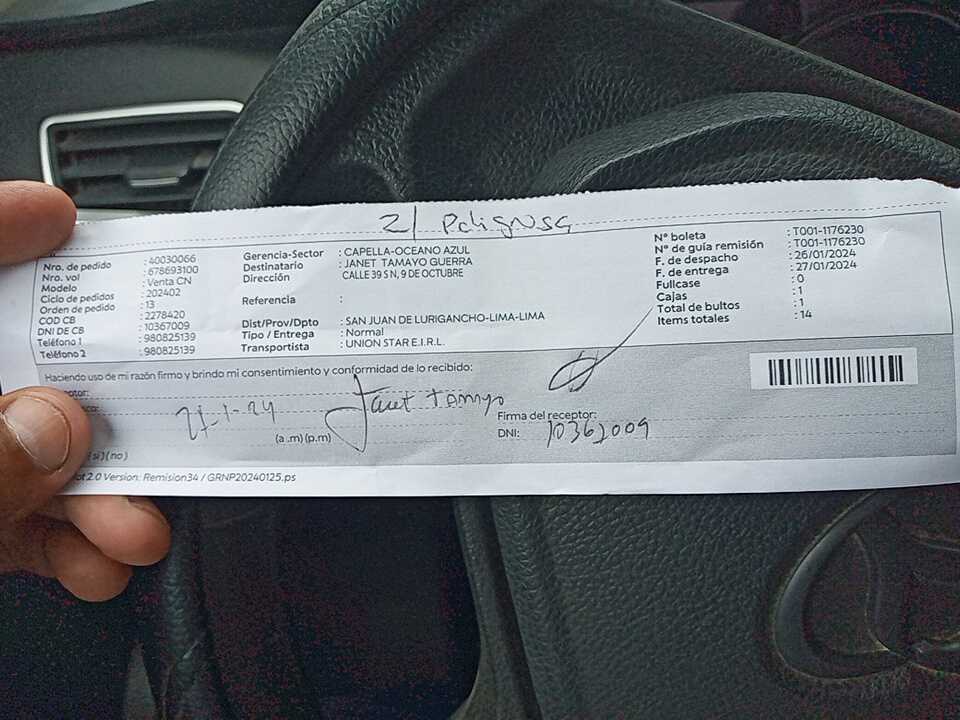 2/ Peligrosa
Nro. de pedido : 40030066
Nro. vol : 678693100
Modelo : Venta CN
Ciclo de pedidos : 202402
Orden de pedido : 13
COD CB : 2278420
DNI DE CB : 10367009
Teléfono 1 : 980825139
Teléfono 2 : 980825139
Gerencia-Sector : CAPELLA-OCEANO AZUL
Destinatario : JANET TAMAYO GUERRA
Dirección : CALLE 39 S N, 9 DE OCTUBRE
Referencia :
Dist/Prov/Dpto : SAN JUAN DE LURIGANCHO-LIMA-LIMA
Tipo / Entrega : Normal
Transportista : UNION STAR E.I.R.L.
N° boleta : T001-1176230
N° de guía remisión : T001-1176230
F. de despacho : 26/01/2024
F. de entrega : 27/01/2024
Fullcase : 0
Cajas : 1
Total de bultos : 1
Items totales : 14
Haciendo uso de mi razón firmo y brindo mi consentimiento y conformidad de lo recibido:
27-1-24 Janet Tamayo
(a .m) (p.m)
Firma del receptor:
DNI: 10367009
(si) (no)
2.0 Version: Remision34 / GRNP20240125.ps